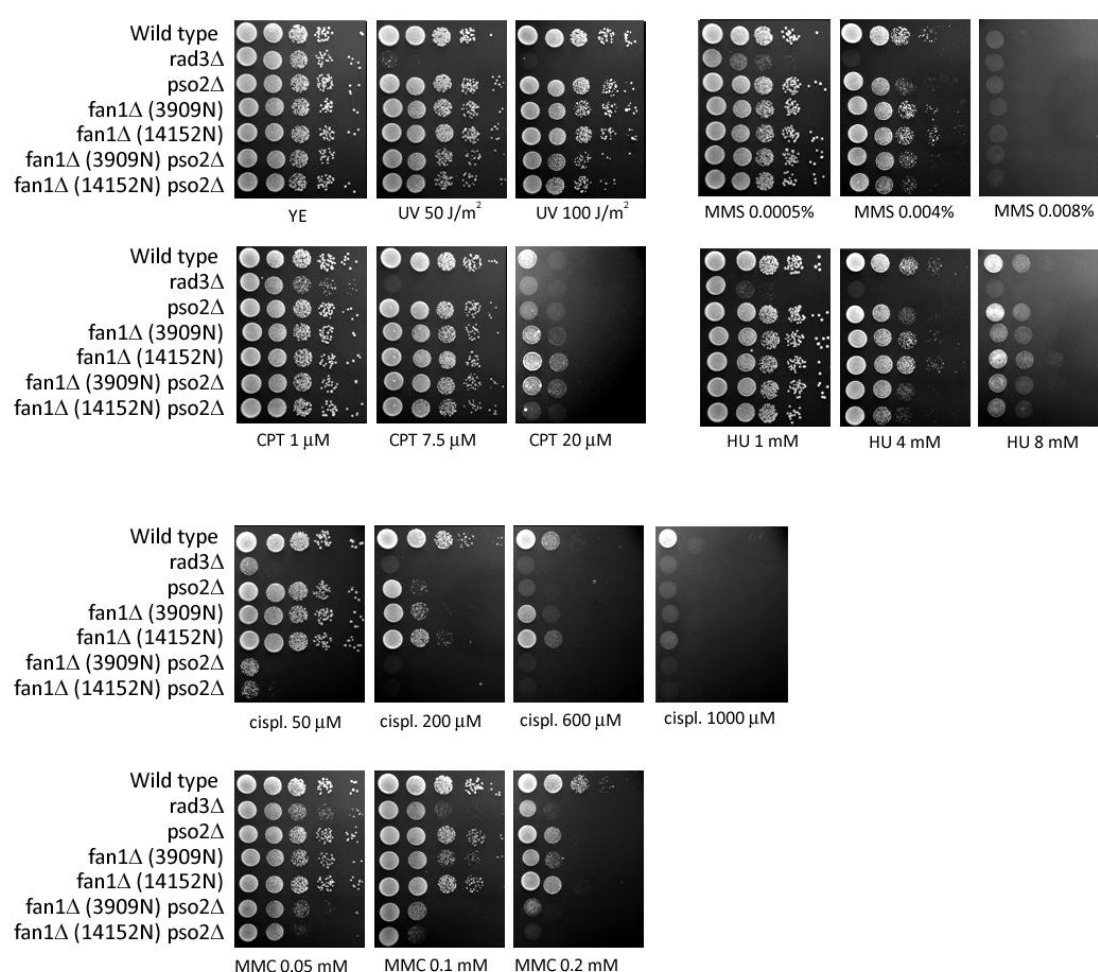 Wild type
rad3Δ
pso2Δ
fan1Δ (3909N)
fan1Δ (14152N)
fan1Δ (3909N) pso2Δ
fan1Δ (14152N) pso2Δ
YE
UV 50 J/m²
UV 100 J/m²
MMS 0.0005%
MMS 0.004%
MMS 0.008%
Wild type
rad3Δ
pso2Δ
fan1Δ (3909N)
fan1Δ (14152N)
fan1Δ (3909N) pso2Δ
fan1Δ (14152N) pso2Δ
CPT 1 μM
CPT 7.5 μM
CPT 20 μM
HU 1 mM
HU 4 mM
HU 8 mM
Wild type
rad3Δ
pso2Δ
fan1Δ (3909N)
fan1Δ (14152N)
fan1Δ (3909N) pso2Δ
fan1Δ (14152N) pso2Δ
cispl. 50 μM
cispl. 200 μM
cispl. 600 μM
cispl. 1000 μM
Wild type
rad3Δ
pso2Δ
fan1Δ (3909N)
fan1Δ (14152N)
fan1Δ (3909N) pso2Δ
fan1Δ (14152N) pso2Δ
MMC 0.05 mM
MMC 0.1 mM
MMC 0.2 mM